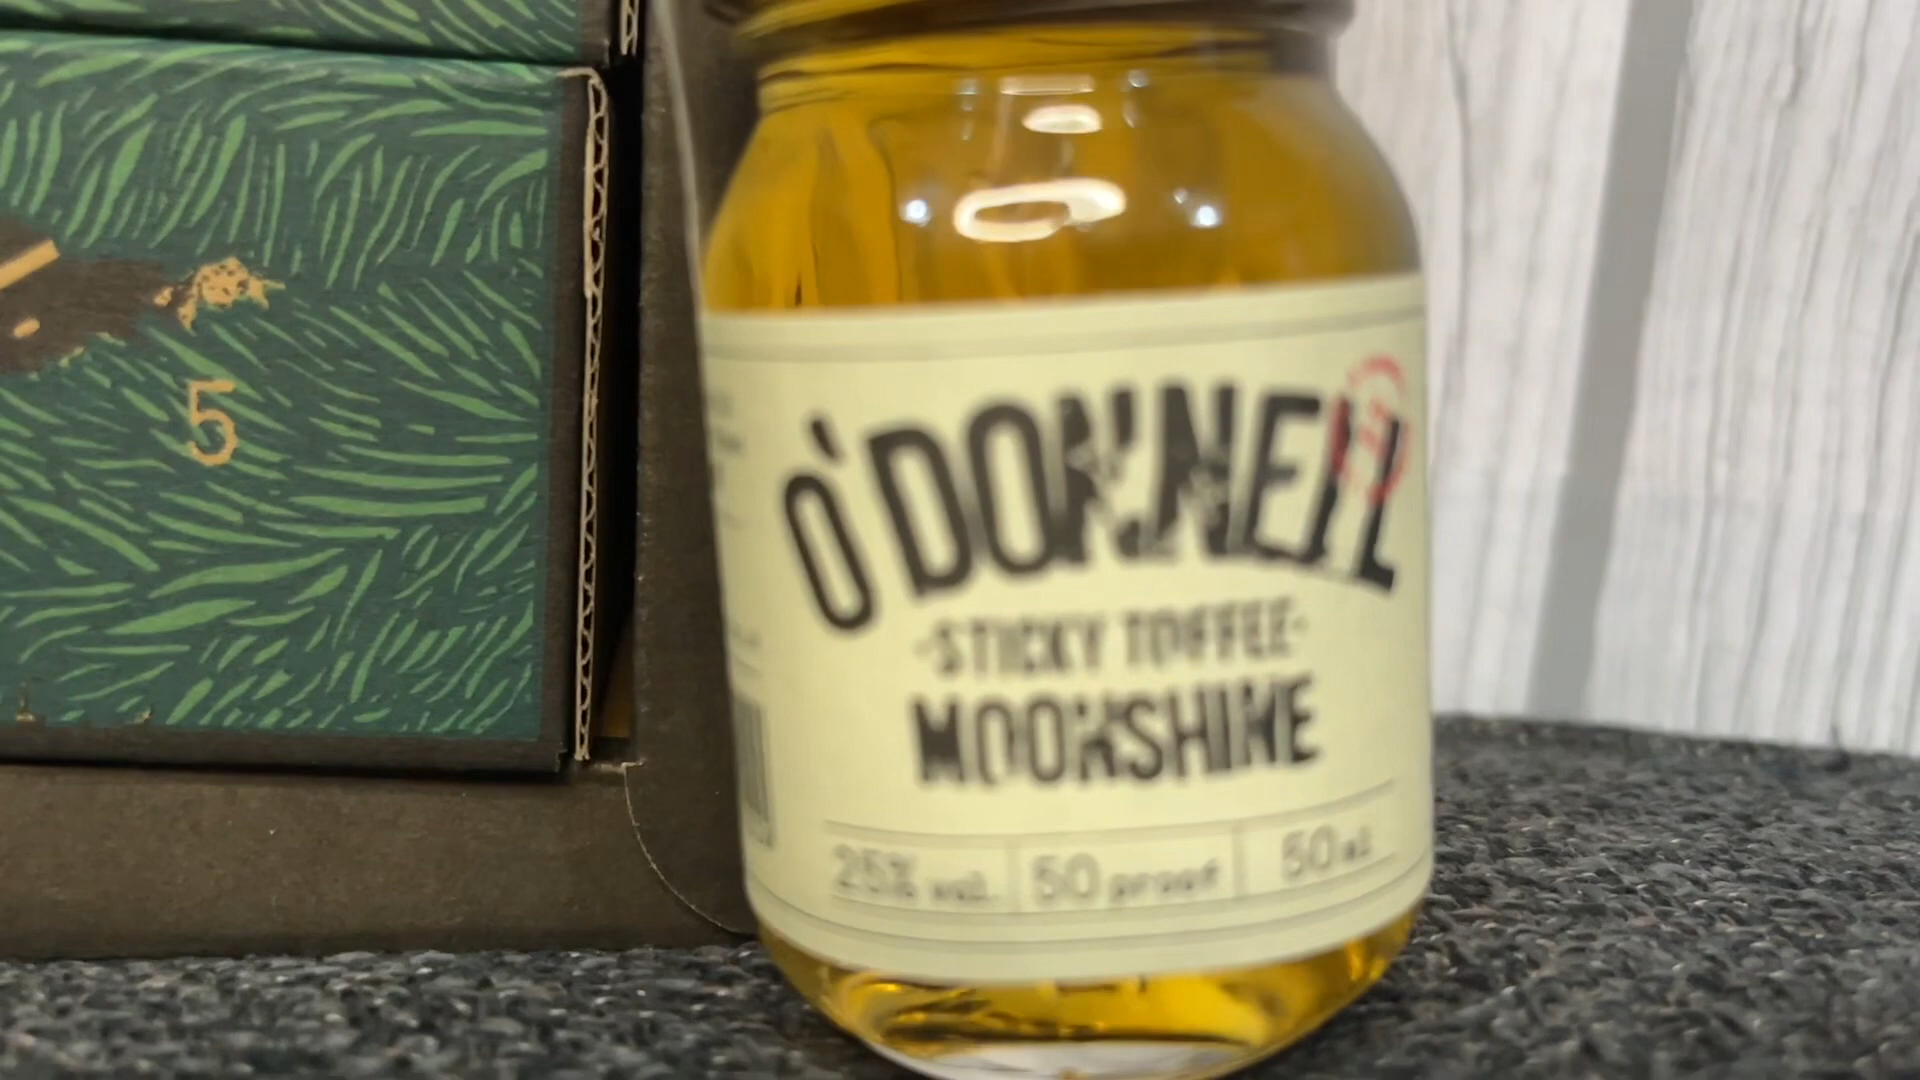 5
O'DONNELL
-STICKY TOFFEE-
MOONSHINE
25% vol. 50 proof 50 ml